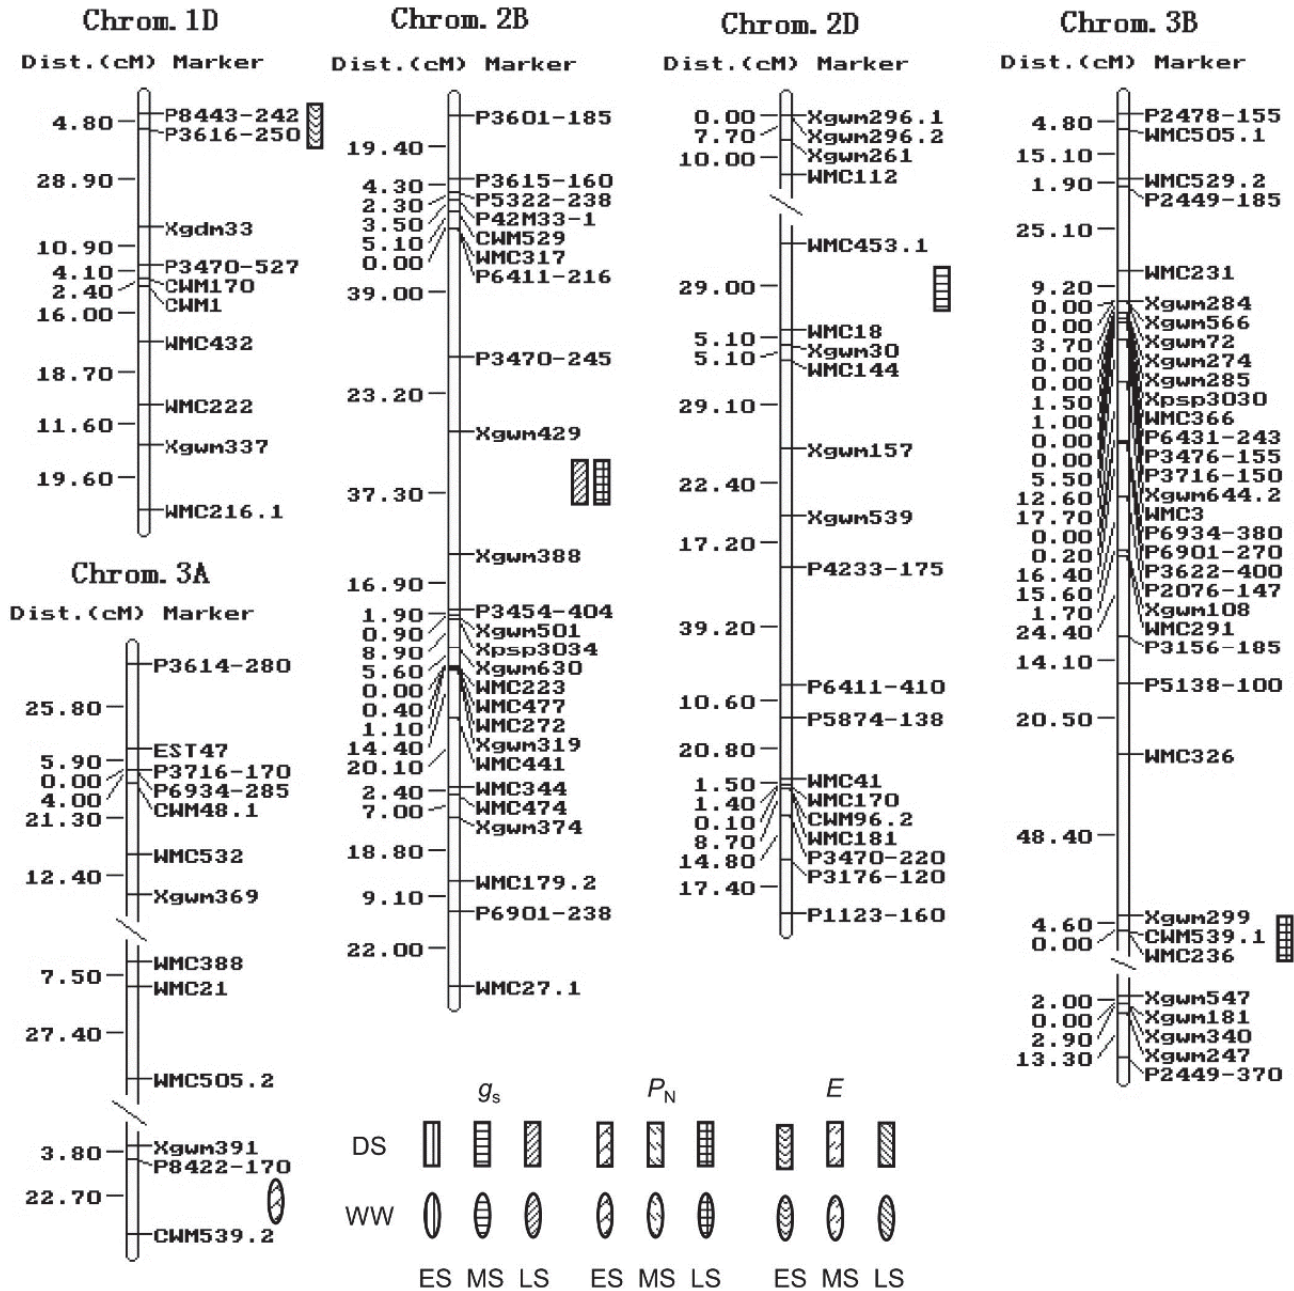 Chrom. 1D
Dist.(cM) Marker
P8443-242
4.80
P3616-250
28.90
Xgdm33
10.90
P3470-527
4.10
CWM170
2.40
CWM1
16.00
WMC432
18.70
WMC222
11.60
Xgwm337
19.60
WMC216.1
Chrom. 3A
Dist.(cM) Marker
P3614-280
25.80
EST47
5.90
P3716-170
0.00
P6934-285
4.00
CWM48.1
21.30
WMC532
12.40
Xgwm369
WMC388
7.50
WMC21
27.40
WMC505.2
Xgwm391
3.80
P8422-170
22.70
CWM539.2
Chrom. 2B
Dist.(cM) Marker
P3601-185
19.40
P3615-160
4.30
P5322-238
2.30
P42M33-1
3.50
CWM529
5.10
WMC317
0.00
P6411-216
39.00
P3470-245
23.20
Xgwm429
37.30
Xgwm388
16.90
P3454-404
1.90
Xgwm501
0.90
Xpsp3034
8.90
Xgwm630
5.60
WMC223
0.00
WMC477
0.40
WMC272
1.10
Xgwm319
14.40
WMC441
20.10
WMC344
2.40
WMC474
7.00
Xgwm374
18.80
WMC179.2
9.10
P6901-238
22.00
WMC27.1
Chrom. 2D
Dist.(cM) Marker
0.00 Xgwm296.1
7.70 Xgwm296.2
10.00 Xgwm261
WMC112
WMC453.1
29.00
WMC18
5.10
Xgwm30
5.10
WMC144
29.10
Xgwm157
22.40
Xgwm539
17.20
P4233-175
39.20
P6411-410
10.60
P5874-138
20.80
WMC41
1.50
WMC170
1.40
CWM96.2
0.10
WMC181
8.70
P3470-220
14.80
P3176-120
17.40
P1123-160
Chrom. 3B
Dist.(cM) Marker
P2478-155
4.80
WMC505.1
15.10
WMC529.2
1.90
P2449-185
25.10
WMC231
9.20
Xgwm284
0.00
Xgwm566
0.00
Xgwm72
3.70
Xgwm274
0.00
Xgwm285
0.00
Xpsp3030
1.50
WMC366
1.00
P6431-243
0.00
P3476-155
0.00
P3716-150
5.50
Xgwm644.2
12.60
WMC3
17.70
P6934-380
0.00
P6901-270
0.20
P3622-400
16.40
P2076-147
15.60
Xgwm108
1.70
WMC291
24.40
P3156-185
14.10
P5138-100
20.50
WMC326
48.40
Xgwm299
4.60
CWM539.1
0.00
WMC236
Xgwm547
2.00
Xgwm181
0.00
Xgwm340
2.90
Xgwm247
13.30
P2449-370
gs PN E
DS
WW
ES MS LS ES MS LS ES MS LS